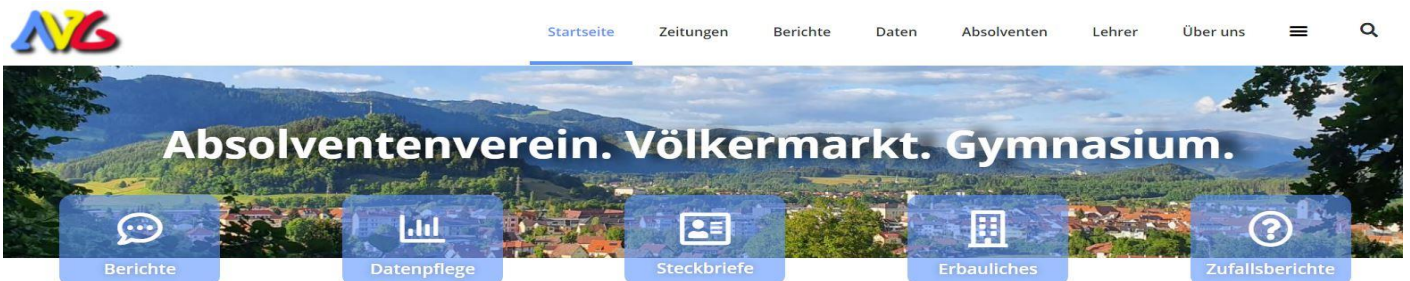 AVG
Startseite Zeitungen Berichte Daten Absolventen Lehrer Über uns
Absolventenverein. Völkermarkt. Gymnasium.
Berichte Datenpflege Steckbriefe Erbauliches Zufallsberichte